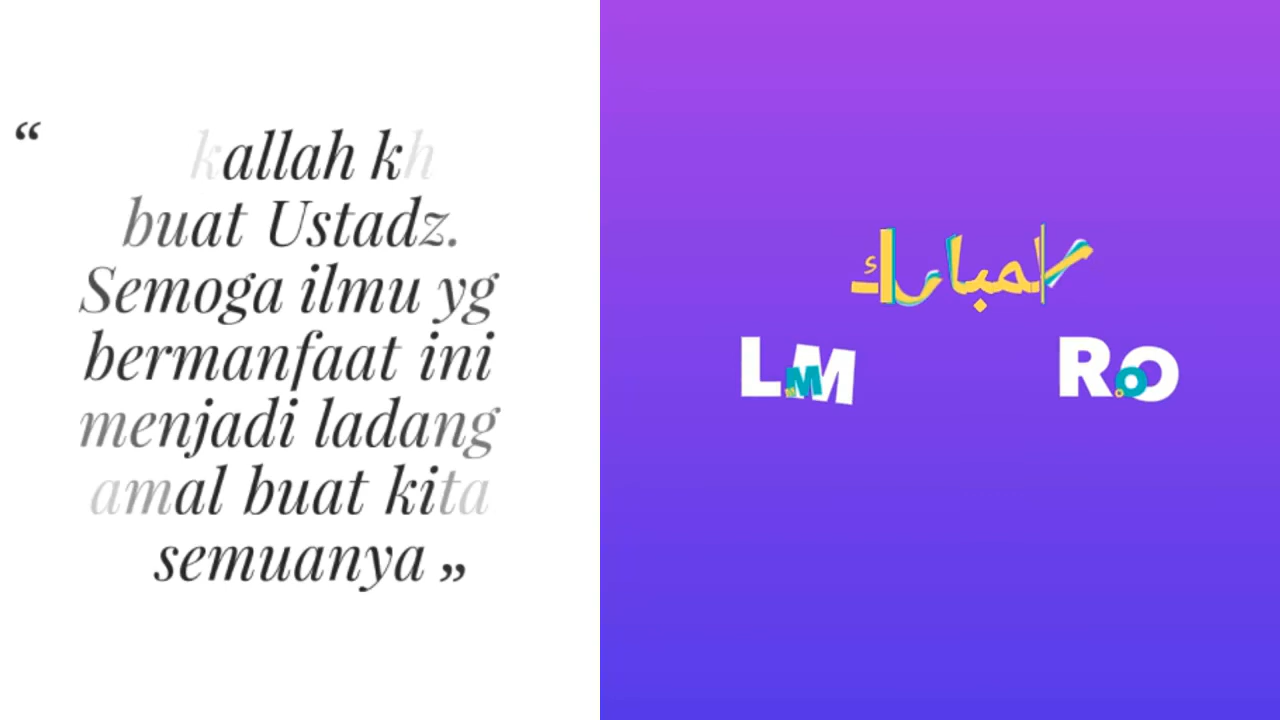 “ kallah kh
buat Ustadz.
Semoga ilmu yg
bermanfaat ini
menjadi ladang
amal buat kita
semuanya ”